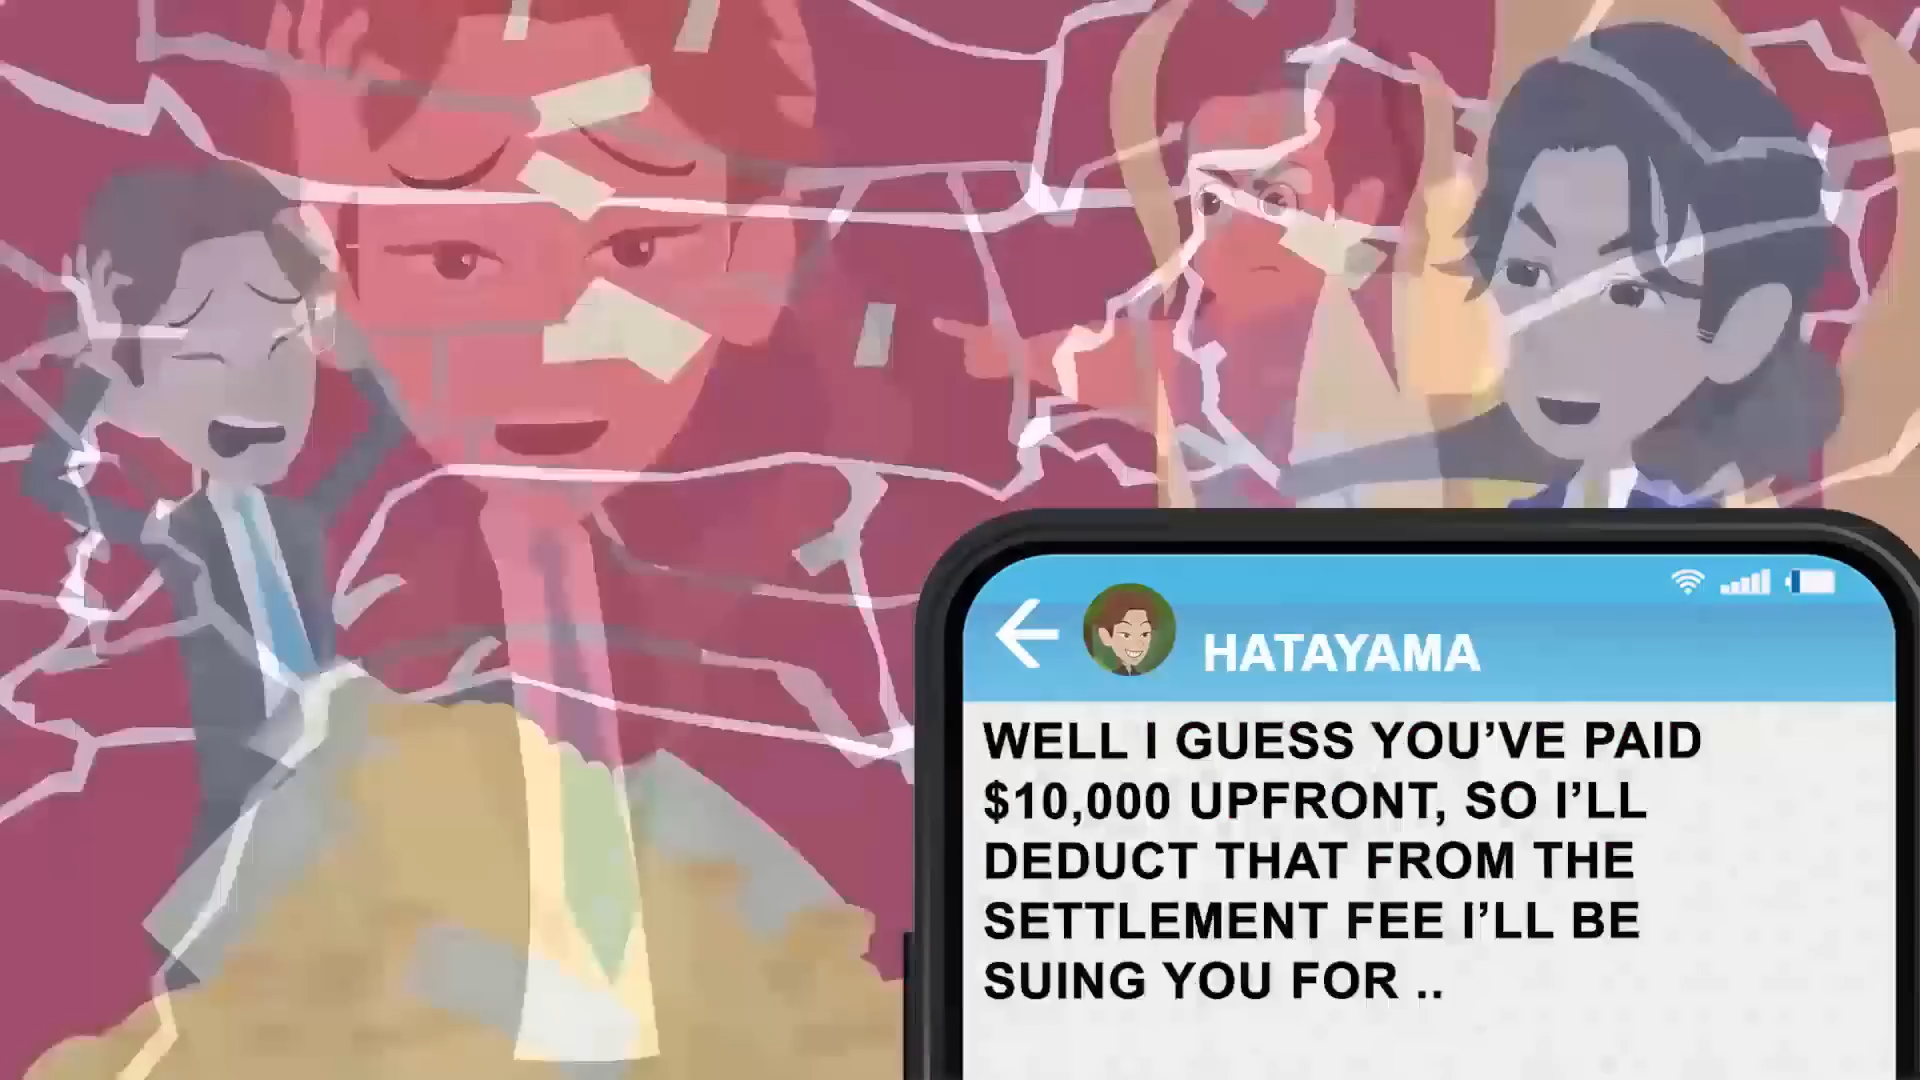 HATAYAMA
WELL I GUESS YOU’VE PAID
$10,000 UPFRONT, SO I’LL
DEDUCT THAT FROM THE
SETTLEMENT FEE I’LL BE
SUING YOU FOR ..